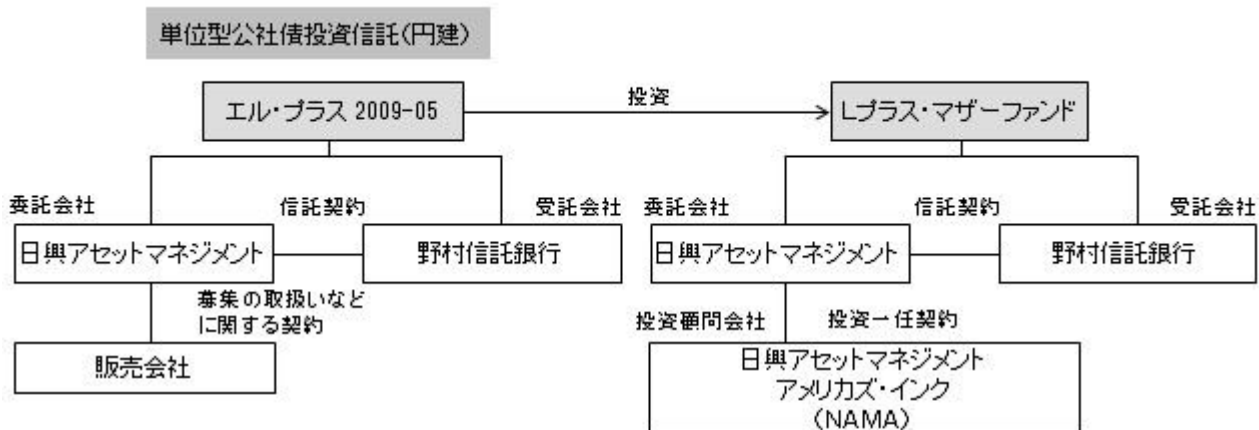 単位型公社債投資信託(円建)
エル・プラス 2009-05
投資
Lプラス・マザーファンド
委託会社
信託契約
受託会社
委託会社
信託契約
受託会社
日興アセットマネジメント
野村信託銀行
日興アセットマネジメント
野村信託銀行
募集の取扱いなど
に関する契約
投資顧問会社
投資一任契約
販売会社
日興アセットマネジメント
アメリカズ・インク
(NAMA)